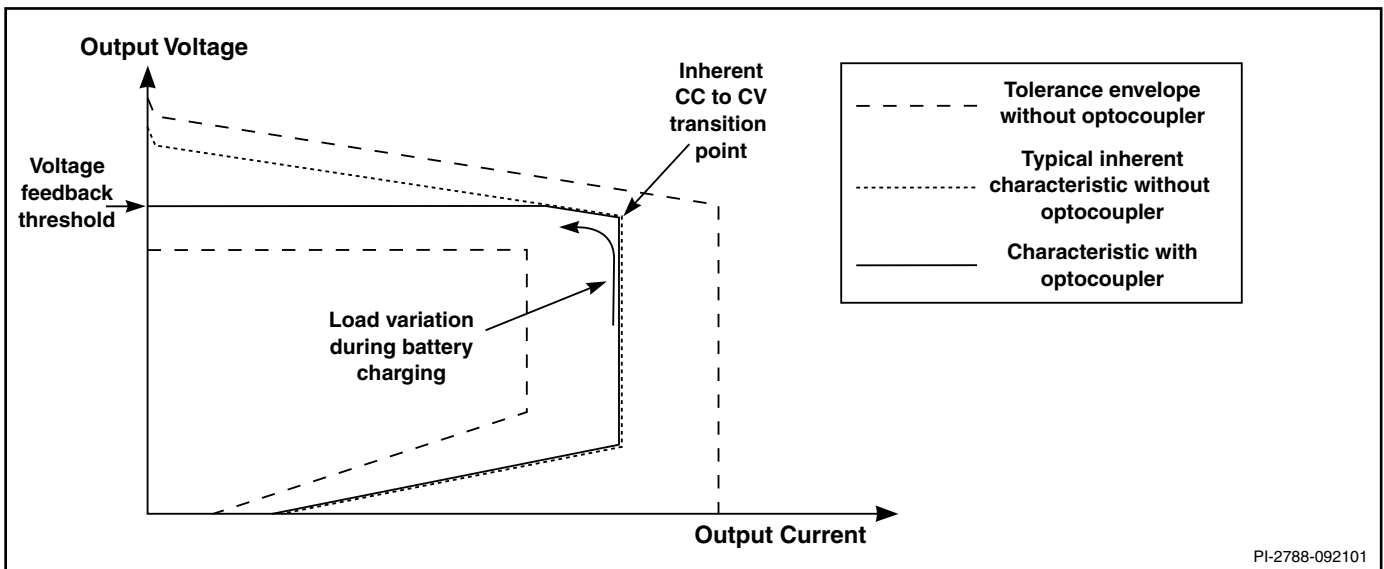 Output Voltage
Inherent
CC to CV
transition
point
Voltage
feedback
threshold
Load variation
during battery
charging
Output Current
Tolerance envelope
without optocoupler
Typical inherent
characteristic without
optocoupler
Characteristic with
optocoupler
PI-2788-092101